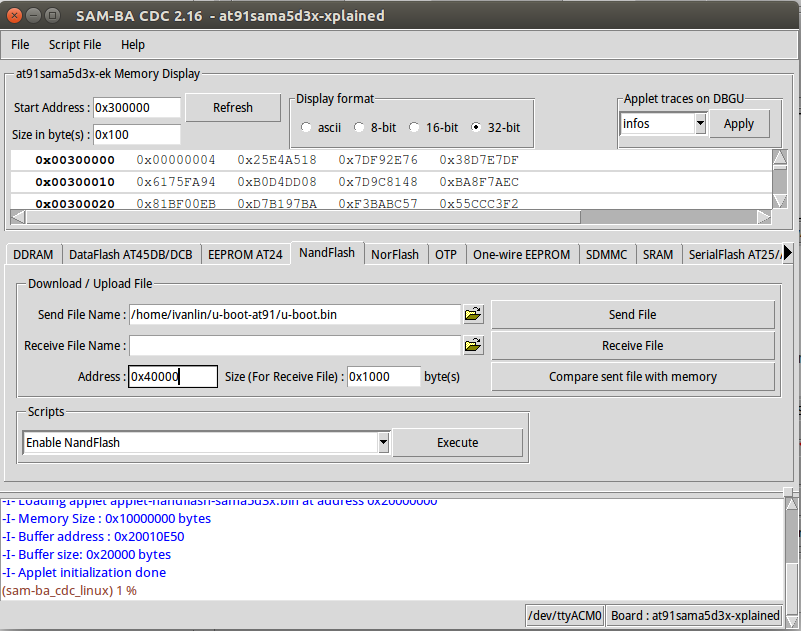 SAM-BA CDC 2.16 - at91sama5d3x-xplained
File Script File Help
at91sama5d3x-ek Memory Display
Start Address : 0x300000 Refresh
Size in byte(s) : 0x100
Display format
ascii 8-bit 16-bit 32-bit
Applet traces on DBGU
infos Apply
0x00300000 0x00000004 0x25E4A518 0x7DF92E76 0x38D7E7DF
0x00300010 0x6175FA94 0xB0D4DD08 0x7D9C8148 0xBA8F7AEC
0x00300020 0x81BF00EB 0xD7B197BA 0xF3BABC57 0x55CCC3F2
DDRAM DataFlash AT45DB/DCB EEPROM AT24 NandFlash NorFlash OTP One-wire EEPROM SDMMC SRAM SerialFlash AT25/
Download / Upload File
Send File Name : /home/ivanlin/u-boot-at91/u-boot.bin Send File
Receive File Name : Receive File
Address : 0x40000 Size (For Receive File) : 0x1000 byte(s) Compare sent file with memory
Scripts
Enable NandFlash Execute
-I- Loading applet applet-nandflash-sama5d3x.bin at address 0x20000000
-I- Memory Size : 0x10000000 bytes
-I- Buffer address : 0x20010E50
-I- Buffer size: 0x20000 bytes
-I- Applet initialization done
(sam-ba_cdc_linux) 1 %
/dev/ttyACM0 Board : at91sama5d3x-xplained